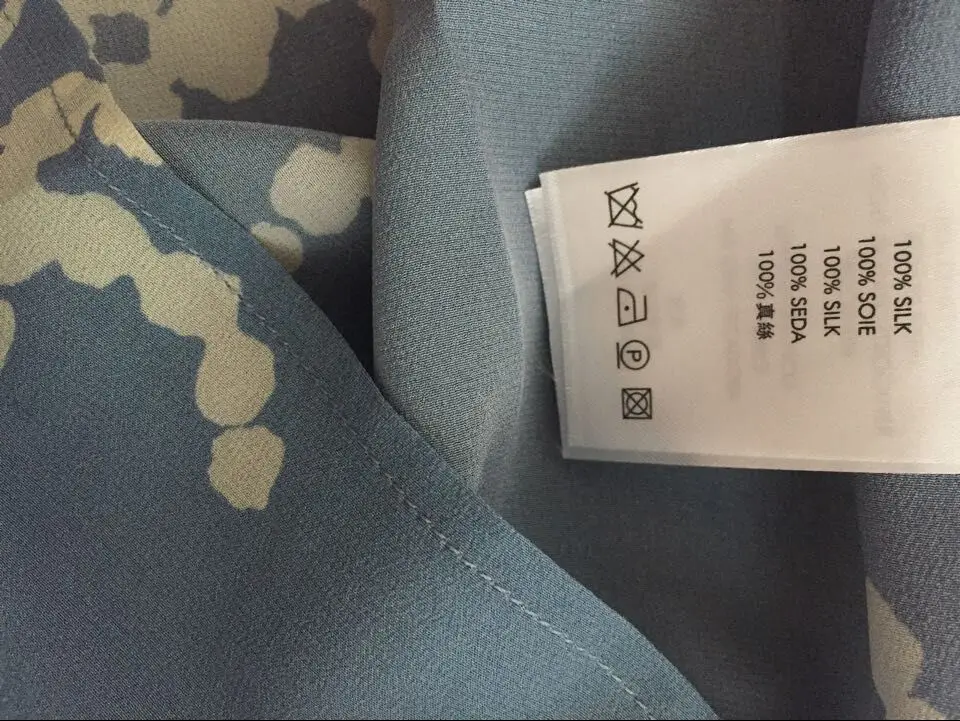 100% SILK
100% SOIE
100% SILK
100% SEDA
100% 真絲
P